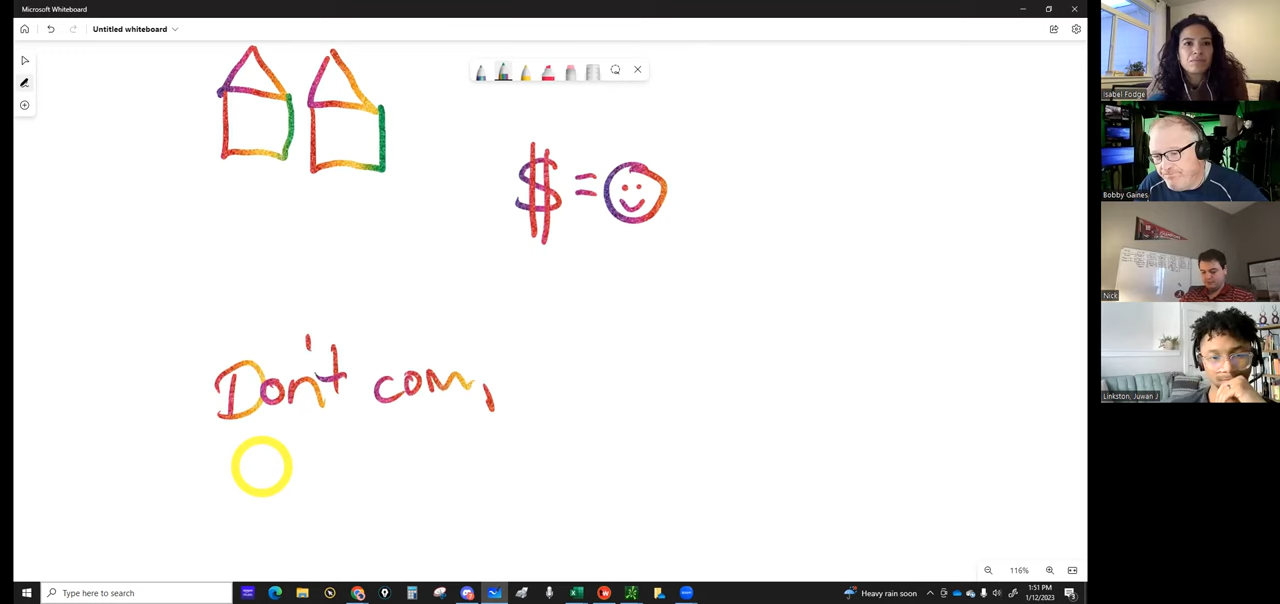 Microsoft Whiteboard
Untitled whiteboard
$ =
Don't com,
116%
Type here to search
Heavy rain soon
1:51 PM
1/12/2023
Isabel Fodge
Bobby Gaines
Nick
Linkston, Juwan J